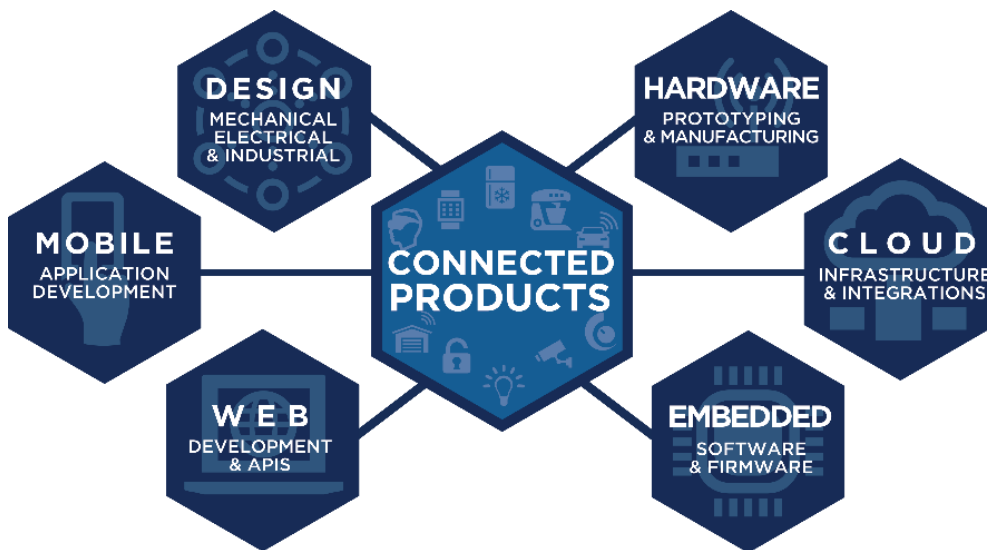 DESIGN
MECHANICAL
ELECTRICAL
& INDUSTRIAL
HARDWARE
PROTOTYPING
& MANUFACTURING
MOBILE
APPLICATION
DEVELOPMENT
CONNECTED
PRODUCTS
CLOUD
INFRASTRUCTURE
& INTEGRATIONS
WEB
DEVELOPMENT
& APIS
EMBEDDED
SOFTWARE
& FIRMWARE